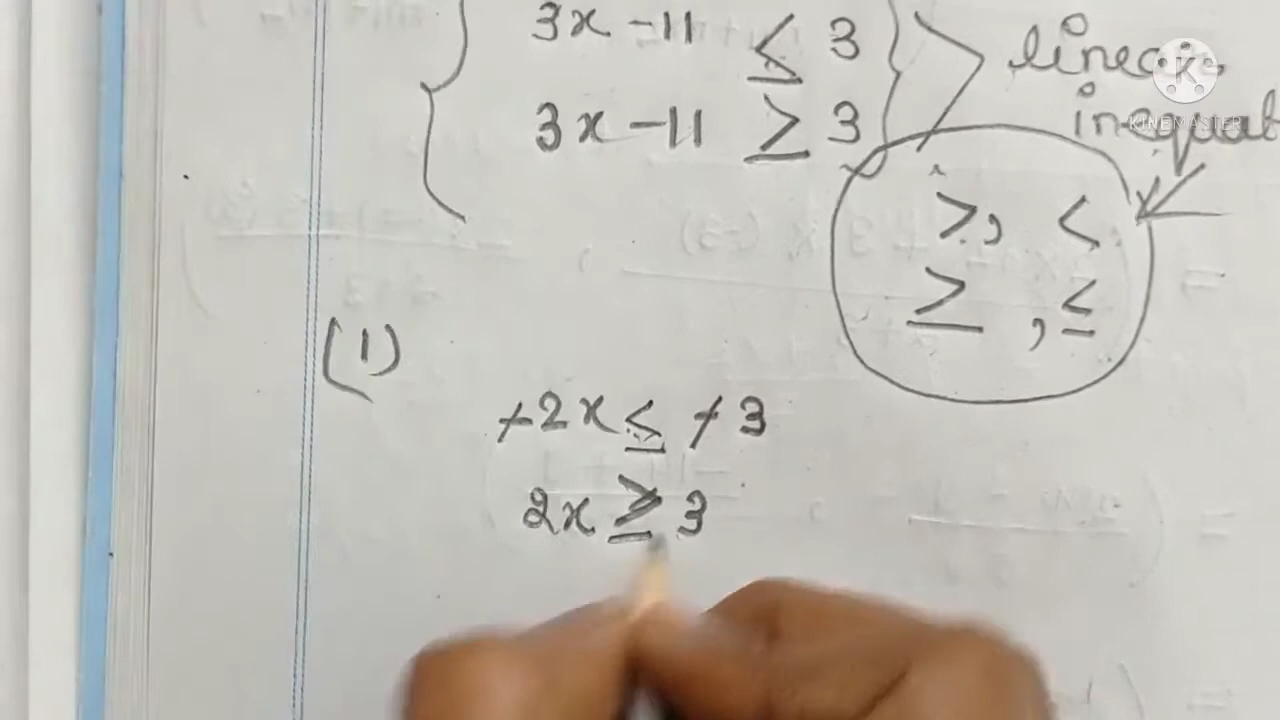 3x - 11 ≤ 3
3x - 11 ≥ 3
linear
inequal
>, <
≥, ≤
(1)
-2x ≤ -3
2x ≥ 3
K
KINEMASTER